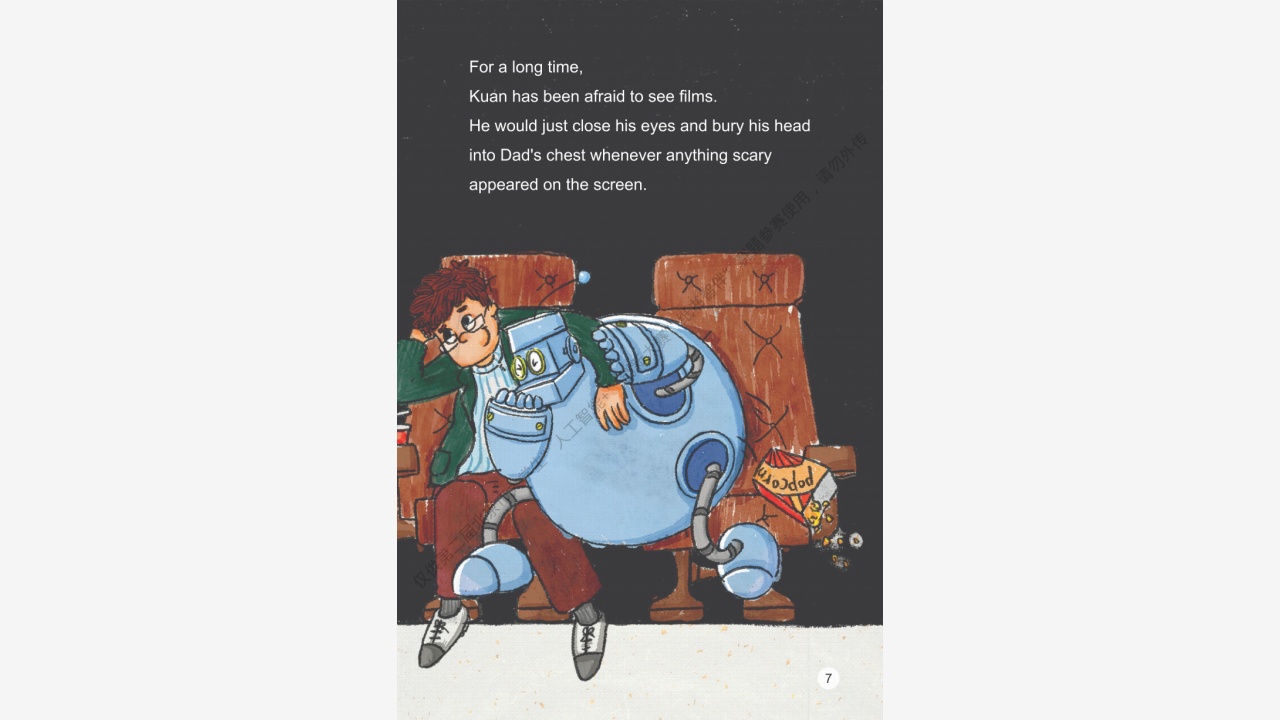 For a long time,
Kuan has been afraid to see films.
He would just close his eyes and bury his head
into Dad's chest whenever anything scary
appeared on the screen.
popcorn
7